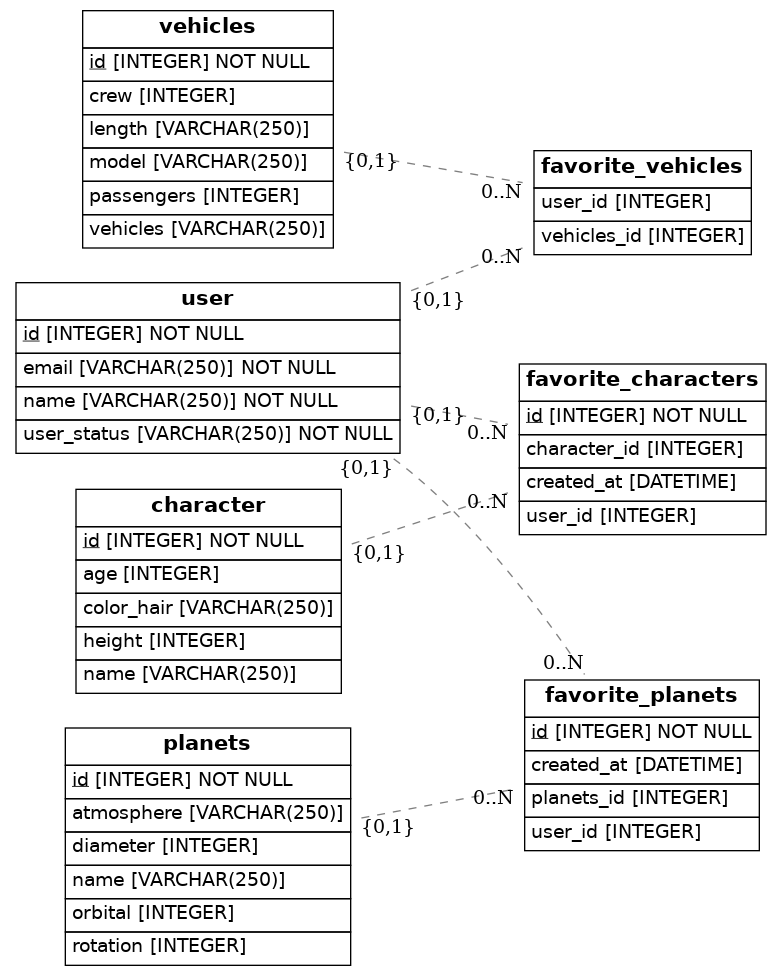 vehicles
id [INTEGER] NOT NULL
crew [INTEGER]
length [VARCHAR(250)]
model [VARCHAR(250)]
passengers [INTEGER]
vehicles [VARCHAR(250)]
{0,1}
0..N
favorite_vehicles
user_id [INTEGER]
vehicles_id [INTEGER]
0..N
{0,1}
user
id [INTEGER] NOT NULL
email [VARCHAR(250)] NOT NULL
name [VARCHAR(250)] NOT NULL
user_status [VARCHAR(250)] NOT NULL
{0,1}
0..N
{0,1}
favorite_characters
id [INTEGER] NOT NULL
character_id [INTEGER]
created_at [DATETIME]
user_id [INTEGER]
0..N
{0,1}
character
id [INTEGER] NOT NULL
age [INTEGER]
color_hair [VARCHAR(250)]
height [INTEGER]
name [VARCHAR(250)]
0..N
favorite_planets
id [INTEGER] NOT NULL
created_at [DATETIME]
planets_id [INTEGER]
user_id [INTEGER]
0..N
{0,1}
planets
id [INTEGER] NOT NULL
atmosphere [VARCHAR(250)]
diameter [INTEGER]
name [VARCHAR(250)]
orbital [INTEGER]
rotation [INTEGER]